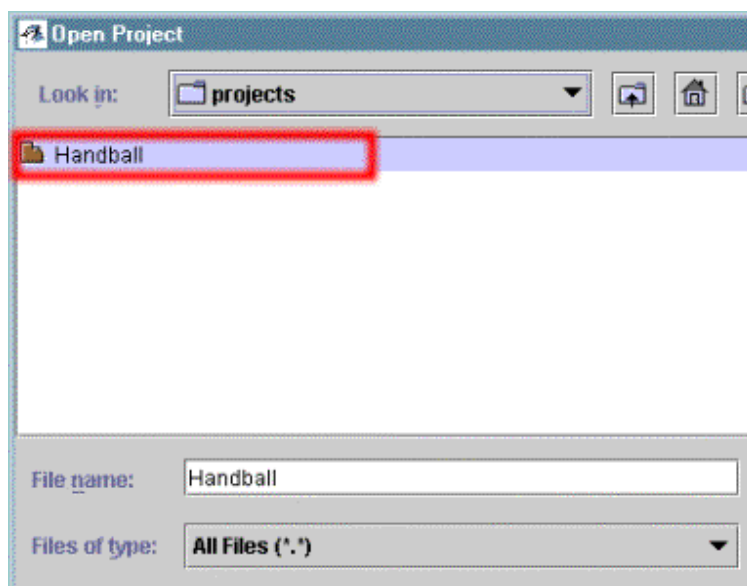 Open Project
Look in: projects
Handball
File name: Handball
Files of type: All Files (*.*)